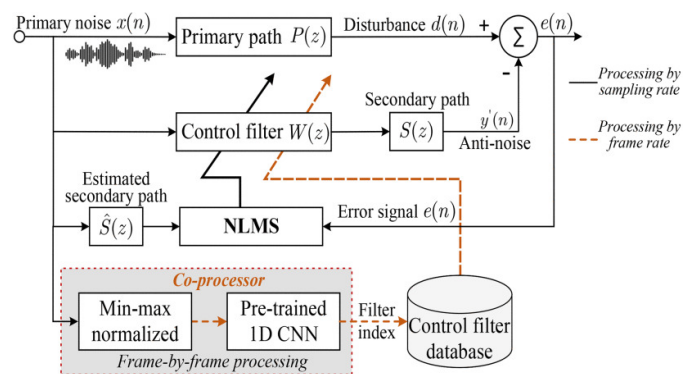 Primary noise x(n)
Primary path P(z)
Disturbance d(n)
+
Σ
e(n)
-
Processing by
sampling rate
Processing by
frame rate
Control filter W(z)
Secondary path
S(z)
y'(n)
Anti-noise
Estimated
secondary path
Ŝ(z)
NLMS
Error signal e(n)
Co-processor
Min-max
normalized
Pre-trained
1D CNN
Filter
index
Control filter
database
Frame-by-frame processing